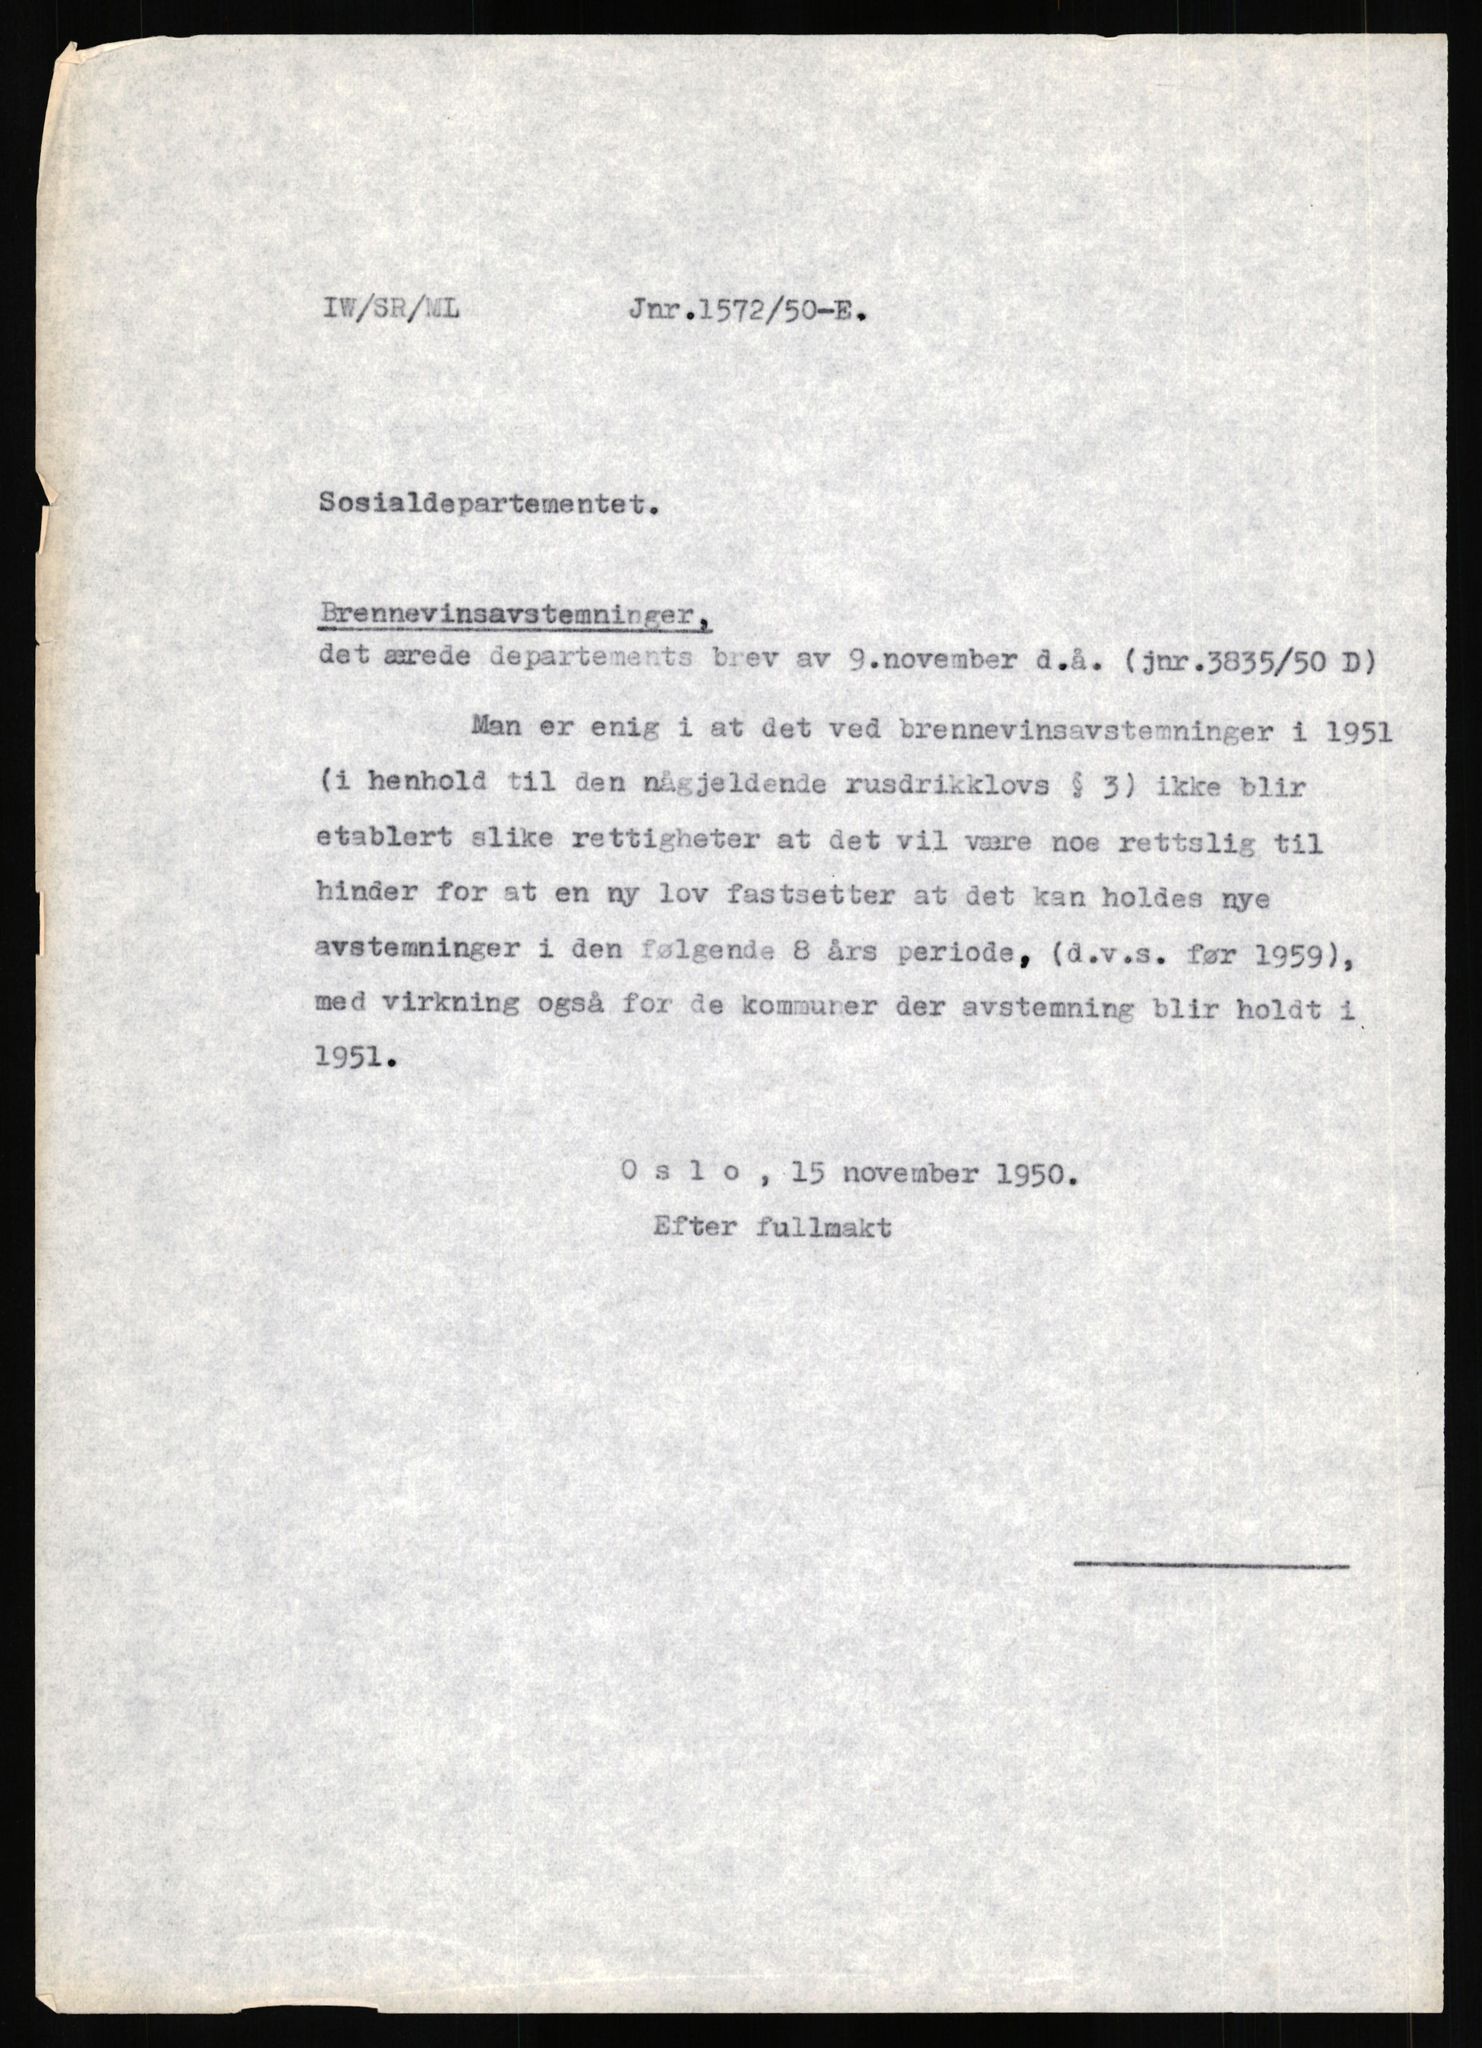 IW/SR/ML Jnr.1572/50-E.
Sosialdepartementet.
Brennevinsavstemninger,
det ærede departements brev av 9.november d.å. (jnr.3835/50 D)
Man er enig i at det ved brennevinsavstemninger i 1951
(i henhold til den någjeldende rusdrikklovs § 3) ikke blir
etablert slike rettigheter at det vil være noe rettslig til
hinder for at en ny lov fastsetter at det kan holdes nye
avstemninger i den følgende 8 års periode, (d.v.s. før 1959),
med virkning også for de kommuner der avstemning blir holdt i
1951.
O s l o , 15 november 1950.
Efter fullmakt